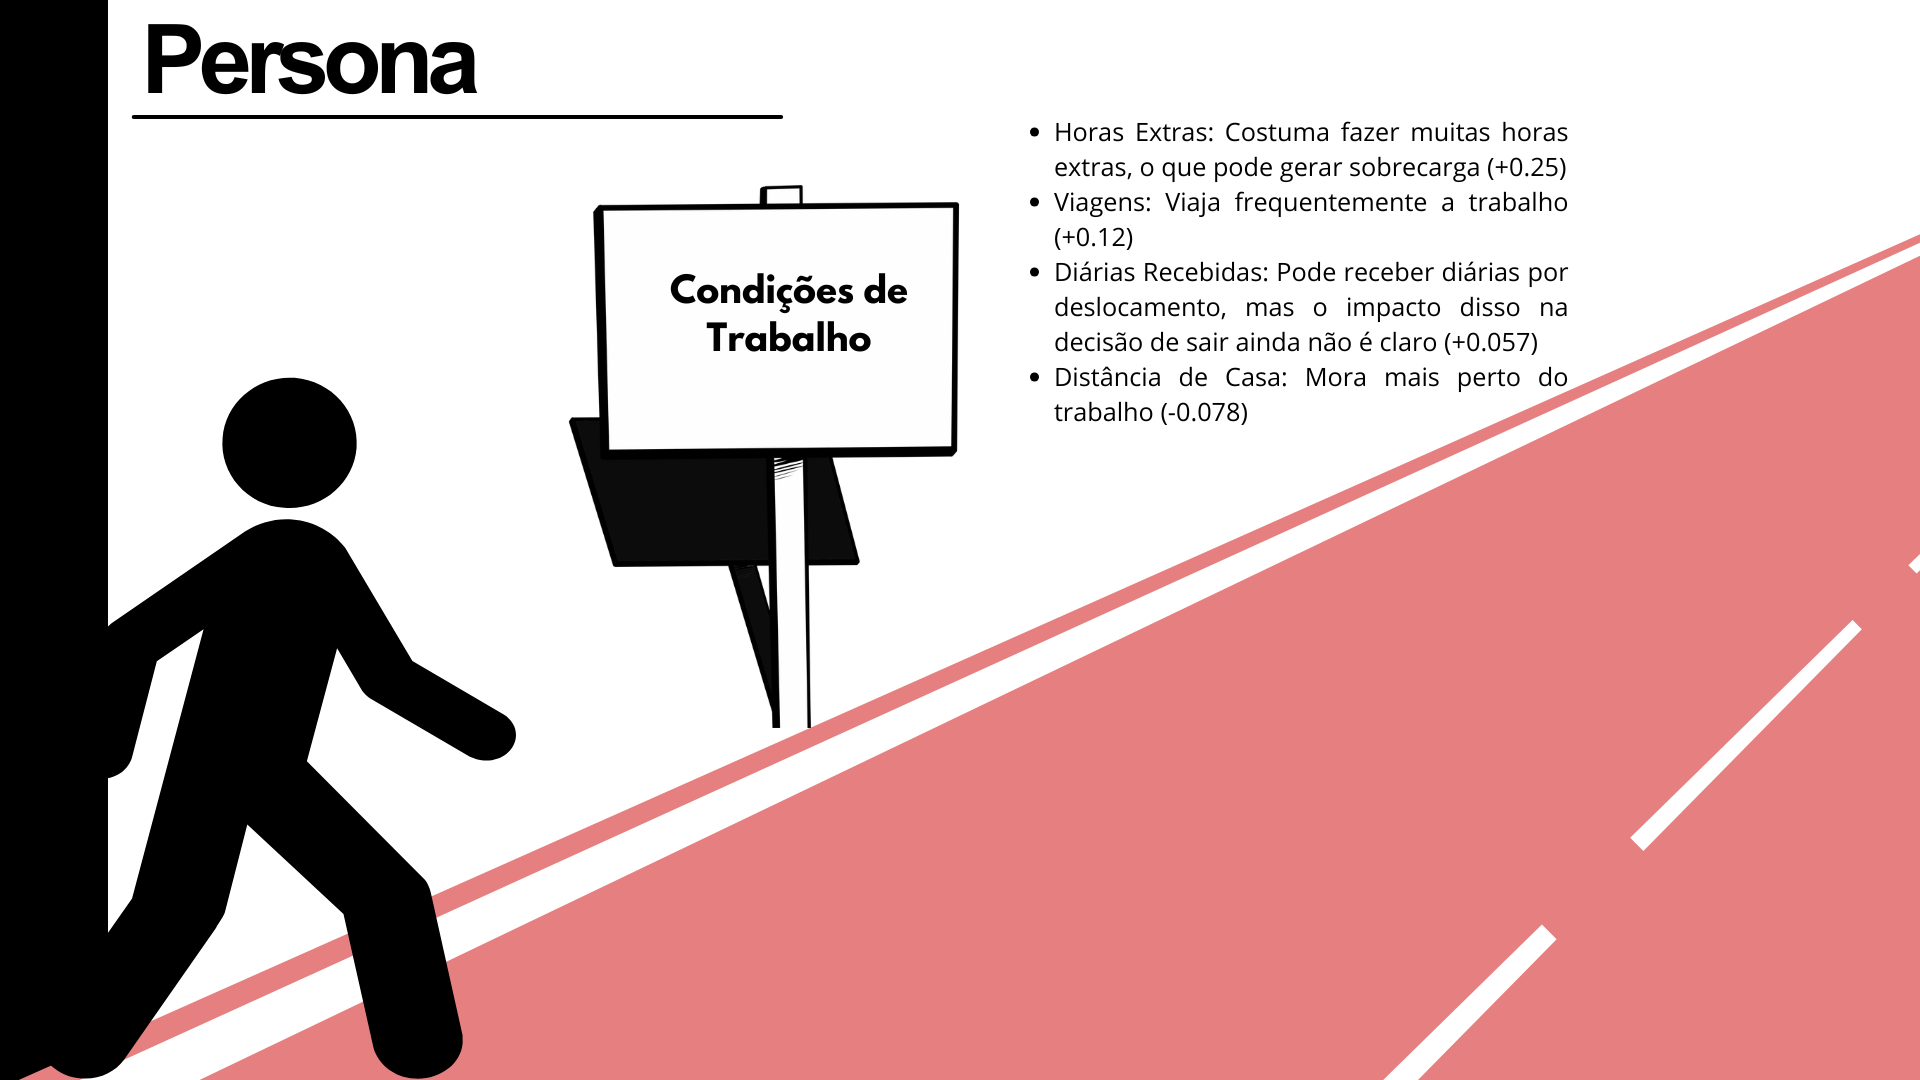 Persona
Condições de
Trabalho
• Horas Extras: Costuma fazer muitas horas
extras, o que pode gerar sobrecarga (+0.25)
• Viagens: Viaja frequentemente a trabalho
(+0.12)
• Diárias Recebidas: Pode receber diárias por
deslocamento, mas o impacto disso na
decisão de sair ainda não é claro (+0.057)
• Distância de Casa: Mora mais perto do
trabalho (-0.078)